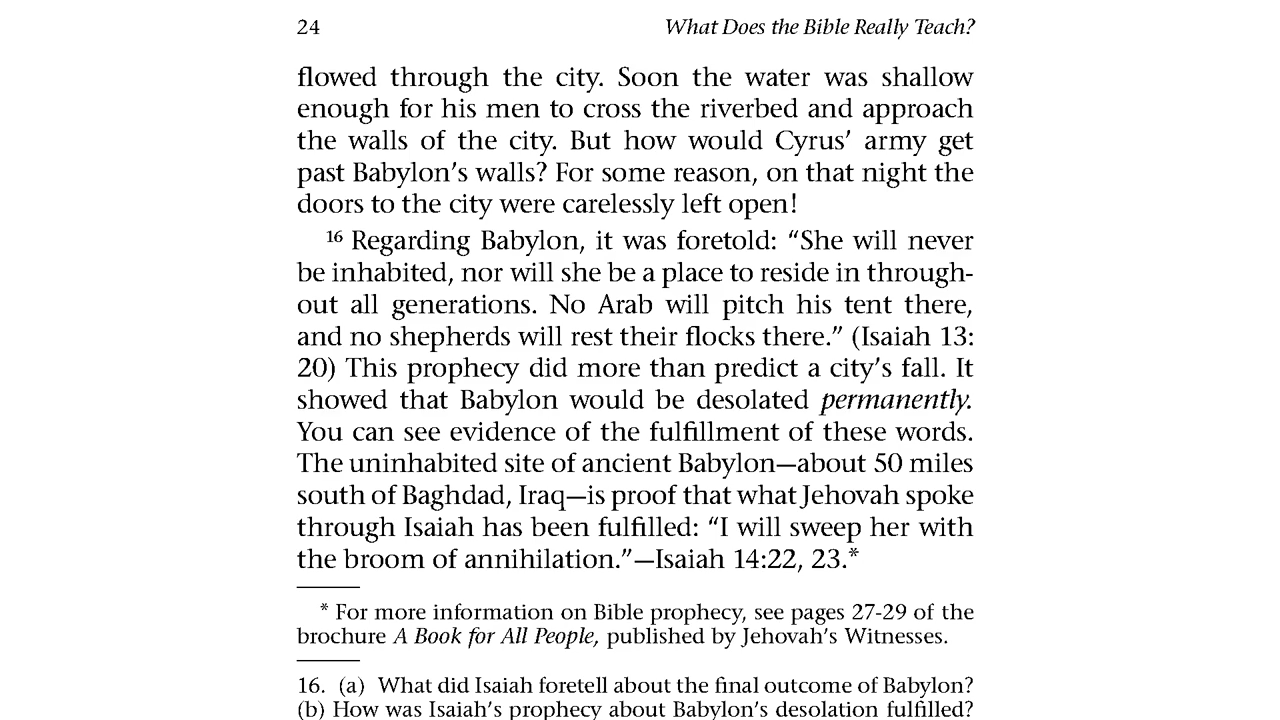 24 What Does the Bible Really Teach?
flowed through the city. Soon the water was shallow
enough for his men to cross the riverbed and approach
the walls of the city. But how would Cyrus’ army get
past Babylon’s walls? For some reason, on that night the
doors to the city were carelessly left open!
16 Regarding Babylon, it was foretold: “She will never
be inhabited, nor will she be a place to reside in through-
out all generations. No Arab will pitch his tent there,
and no shepherds will rest their flocks there.” (Isaiah 13:
20) This prophecy did more than predict a city’s fall. It
showed that Babylon would be desolated permanently.
You can see evidence of the fulfillment of these words.
The uninhabited site of ancient Babylon—about 50 miles
south of Baghdad, Iraq—is proof that what Jehovah spoke
through Isaiah has been fulfilled: “I will sweep her with
the broom of annihilation.”—Isaiah 14:22, 23.*
* For more information on Bible prophecy, see pages 27-29 of the
brochure A Book for All People, published by Jehovah’s Witnesses.
16. (a) What did Isaiah foretell about the final outcome of Babylon?
(b) How was Isaiah’s prophecy about Babylon’s desolation fulfilled?